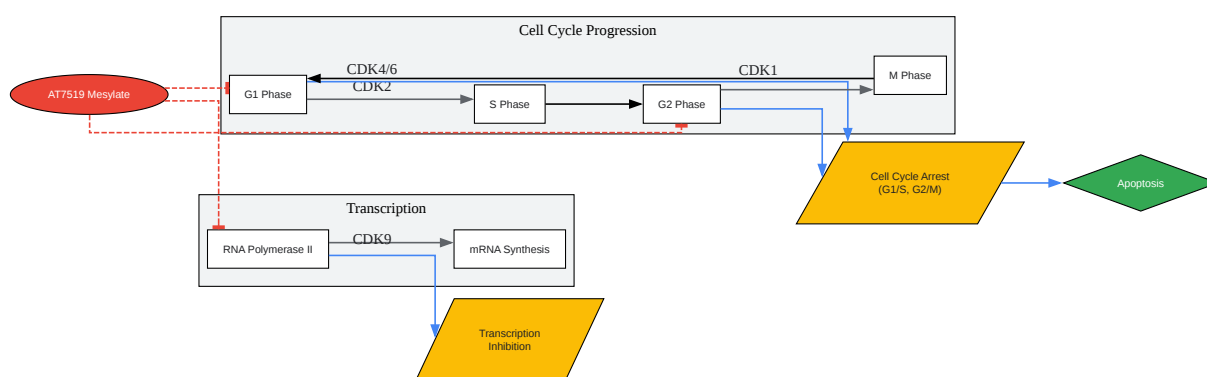 Cell Cycle Progression
CDK4/6
CDK1
M Phase
CDK2
AT7519 Mesylate
G1 Phase
S Phase
G2 Phase
Cell Cycle Arrest
(G1/S, G2/M)
Apoptosis
Transcription
CDK9
RNA Polymerase II
mRNA Synthesis
Transcription
Inhibition